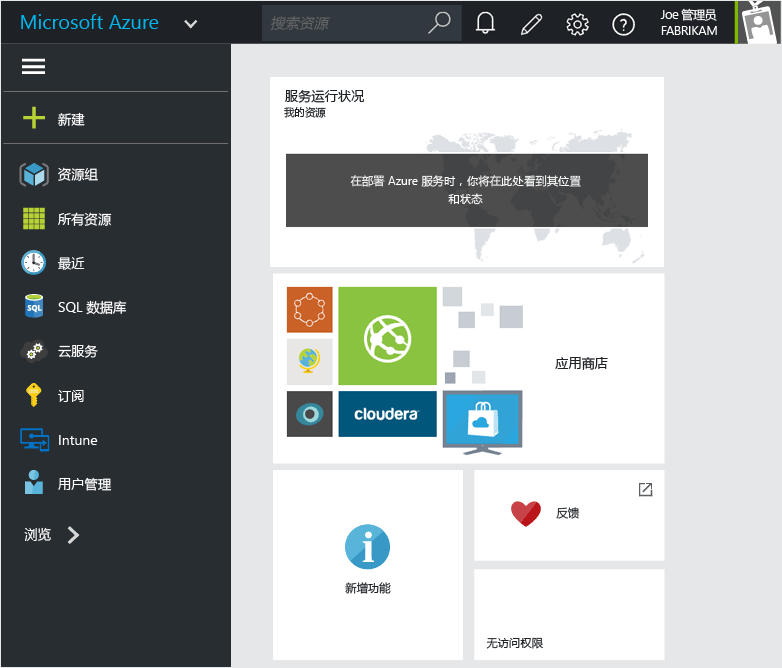 Microsoft Azure
搜索资源
Joe 管理员
FABRIKAM
新建
资源组
所有资源
最近
SQL
SQL 数据库
云服务
订阅
Intune
用户管理
浏览
服务运行状况
我的资源
在部署 Azure 服务时，你将在此处看到其位置
和状态
cloudera
应用商店
新增功能
反馈
无访问权限